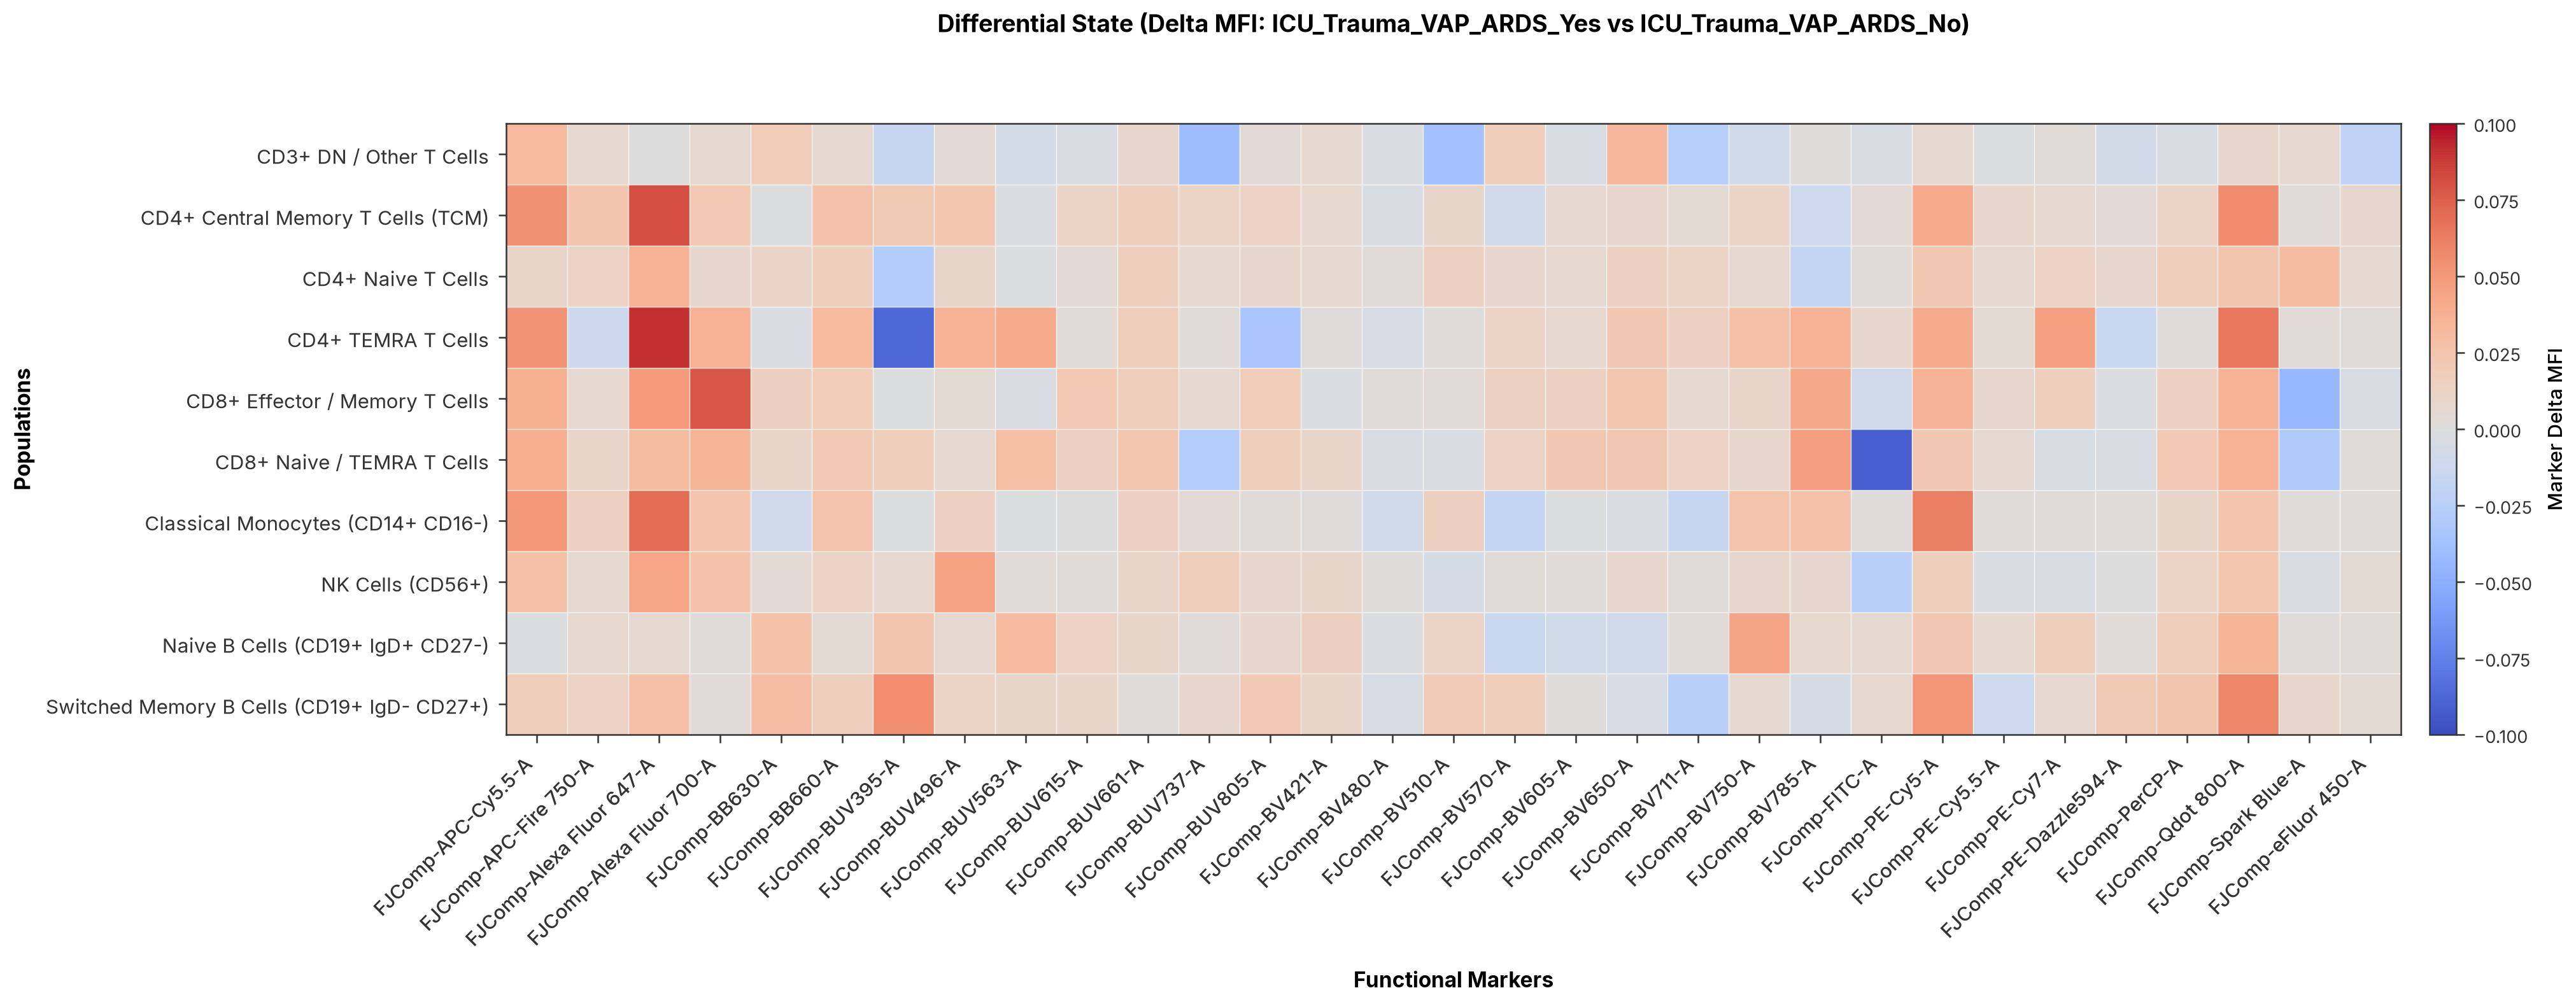 Differential State (Delta MFI: ICU_Trauma_VAP_ARDS_Yes vs ICU_Trauma_VAP_ARDS_No)
Populations
CD3+ DN / Other T Cells
CD4+ Central Memory T Cells (TCM)
CD4+ Naive T Cells
CD4+ TEMRA T Cells
CD8+ Effector / Memory T Cells
CD8+ Naive / TEMRA T Cells
Classical Monocytes (CD14+ CD16-)
NK Cells (CD56+)
Naive B Cells (CD19+ IgD+ CD27-)
Switched Memory B Cells (CD19+ IgD- CD27+)
FJComp-APC-Cy5.5-A
FJComp-APC-Fire 750-A
FJComp-Alexa Fluor 647-A
FJComp-Alexa Fluor 700-A
FJComp-BB630-A
FJComp-BB660-A
FJComp-BUV395-A
FJComp-BUV496-A
FJComp-BUV563-A
FJComp-BUV615-A
FJComp-BUV661-A
FJComp-BUV737-A
FJComp-BUV805-A
FJComp-BV421-A
FJComp-BV480-A
FJComp-BV510-A
FJComp-BV570-A
FJComp-BV605-A
FJComp-BV650-A
FJComp-BV711-A
FJComp-BV750-A
FJComp-BV785-A
FJComp-FITC-A
FJComp-PE-Cy5-A
FJComp-PE-Cy5.5-A
FJComp-PE-Cy7-A
FJComp-PE-Dazzle594-A
FJComp-PerCP-A
FJComp-Qdot 800-A
FJComp-Spark Blue-A
FJComp-eFluor 450-A
Functional Markers
0.100
0.075
0.050
0.025
0.000
−0.025
−0.050
−0.075
−0.100
Marker Delta MFI